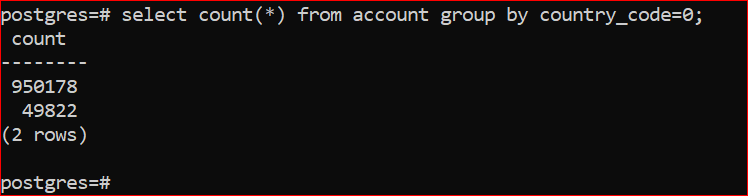 postgres=# select count(*) from account group by country_code=0;
count
--------
950178
49822
(2 rows)
postgres=#